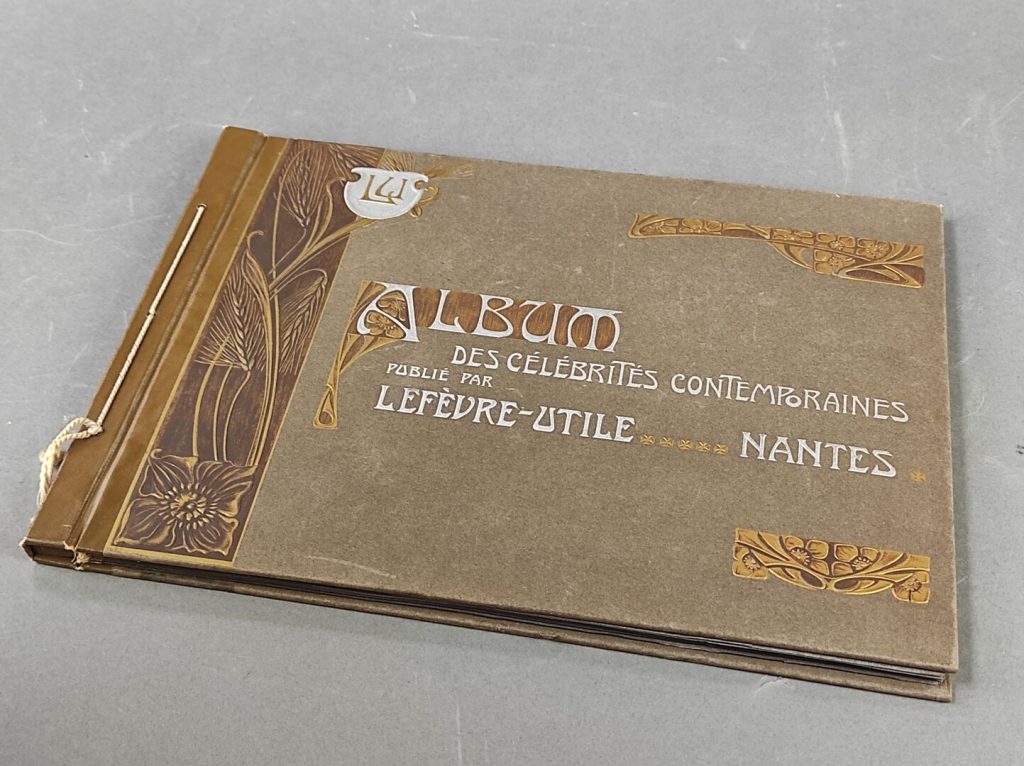 LU
ALBUM
DES CÉLÉBRITÉS CONTEMPORAINES
PUBLIÉ PAR
LEFÈVRE-UTILE NANTES